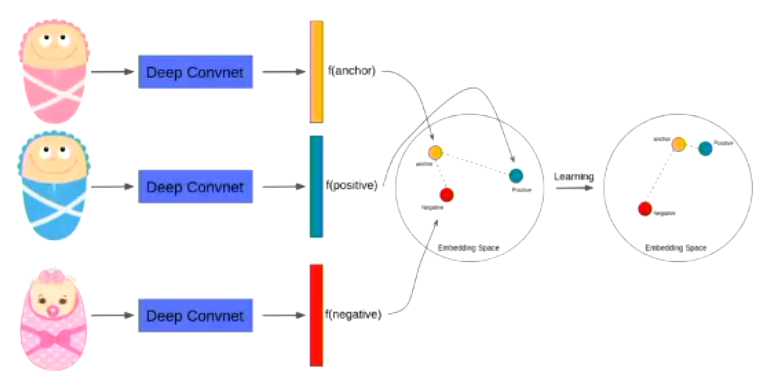 Deep Convnet
f(anchor)
Deep Convnet
f(positive)
Deep Convnet
f(negative)
anchor
Positive
Negative
Embedding Space
Learning
anchor
Positive
Negative
Embedding Space